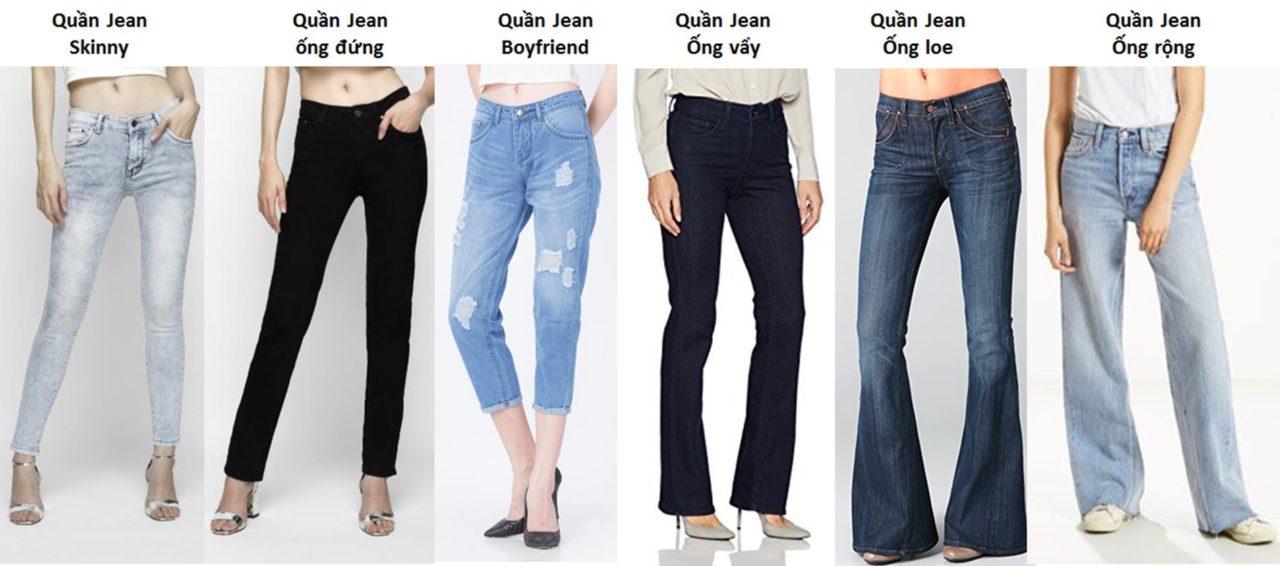 Quần Jean
Skinny
Quần Jean
ống đứng
Quần Jean
Boyfriend
Quần Jean
Ống vẩy
Quần Jean
Ống loe
Quần Jean
Ống rộng